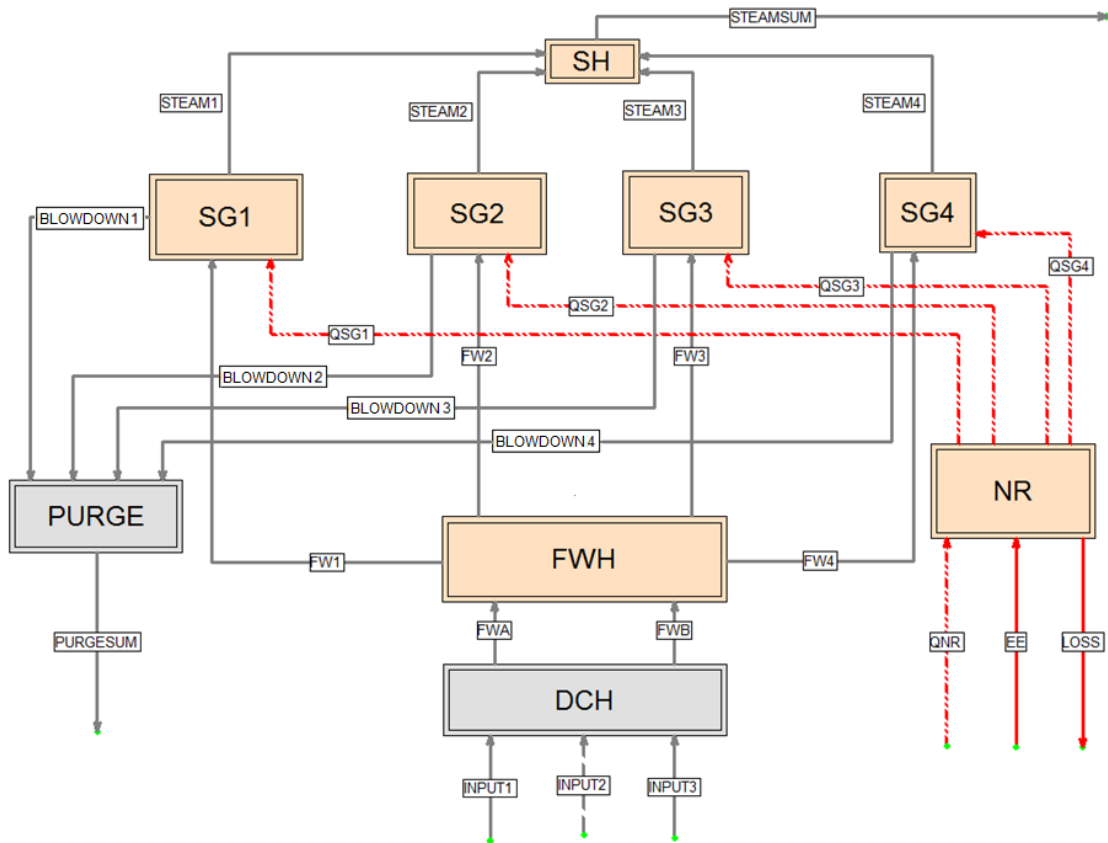 STEAMSUM
SH
STEAM1
STEAM2
STEAM3
STEAM4
SG1
SG2
SG3
SG4
BLOWDOWN1
QSG4
QSG3
QSG2
QSG1
FW2
FW3
BLOWDOWN2
BLOWDOWN3
BLOWDOWN4
PURGE
NR
FWH
FW1
FW4
FWA
FWB
PURGESUM
QNR
EE
LOSS
DCH
INPUT1
INPUT2
INPUT3